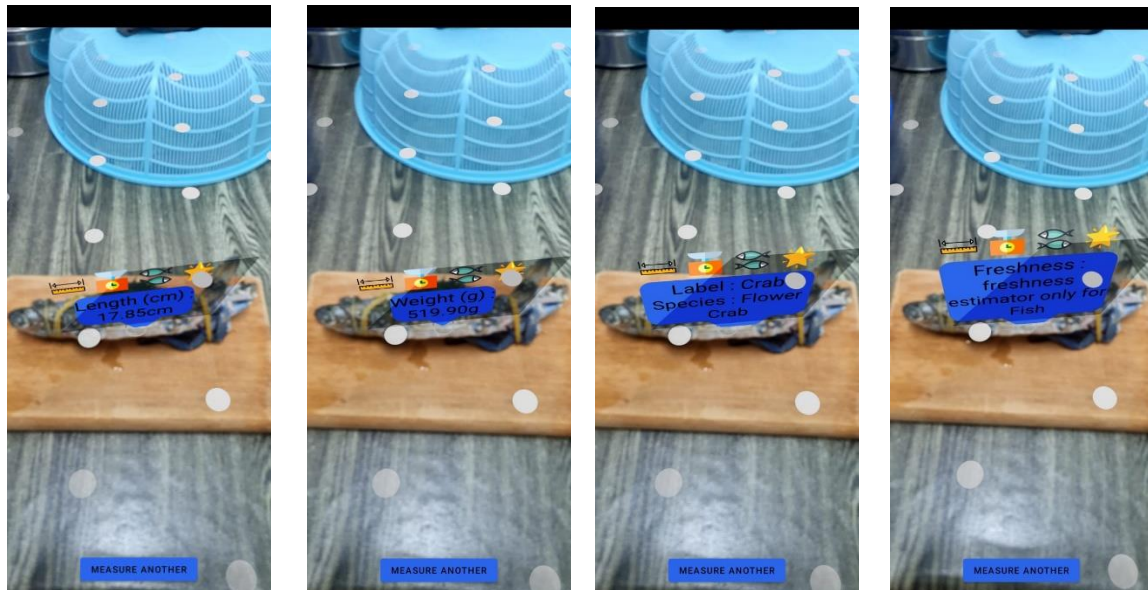 Length (cm) :
17.85cm
MEASURE ANOTHER
Weight (g) :
519.90g
MEASURE ANOTHER
Label : Crab
Species : Flower
Crab
MEASURE ANOTHER
Freshness :
freshness
estimator only for
Fish
MEASURE ANOTHER